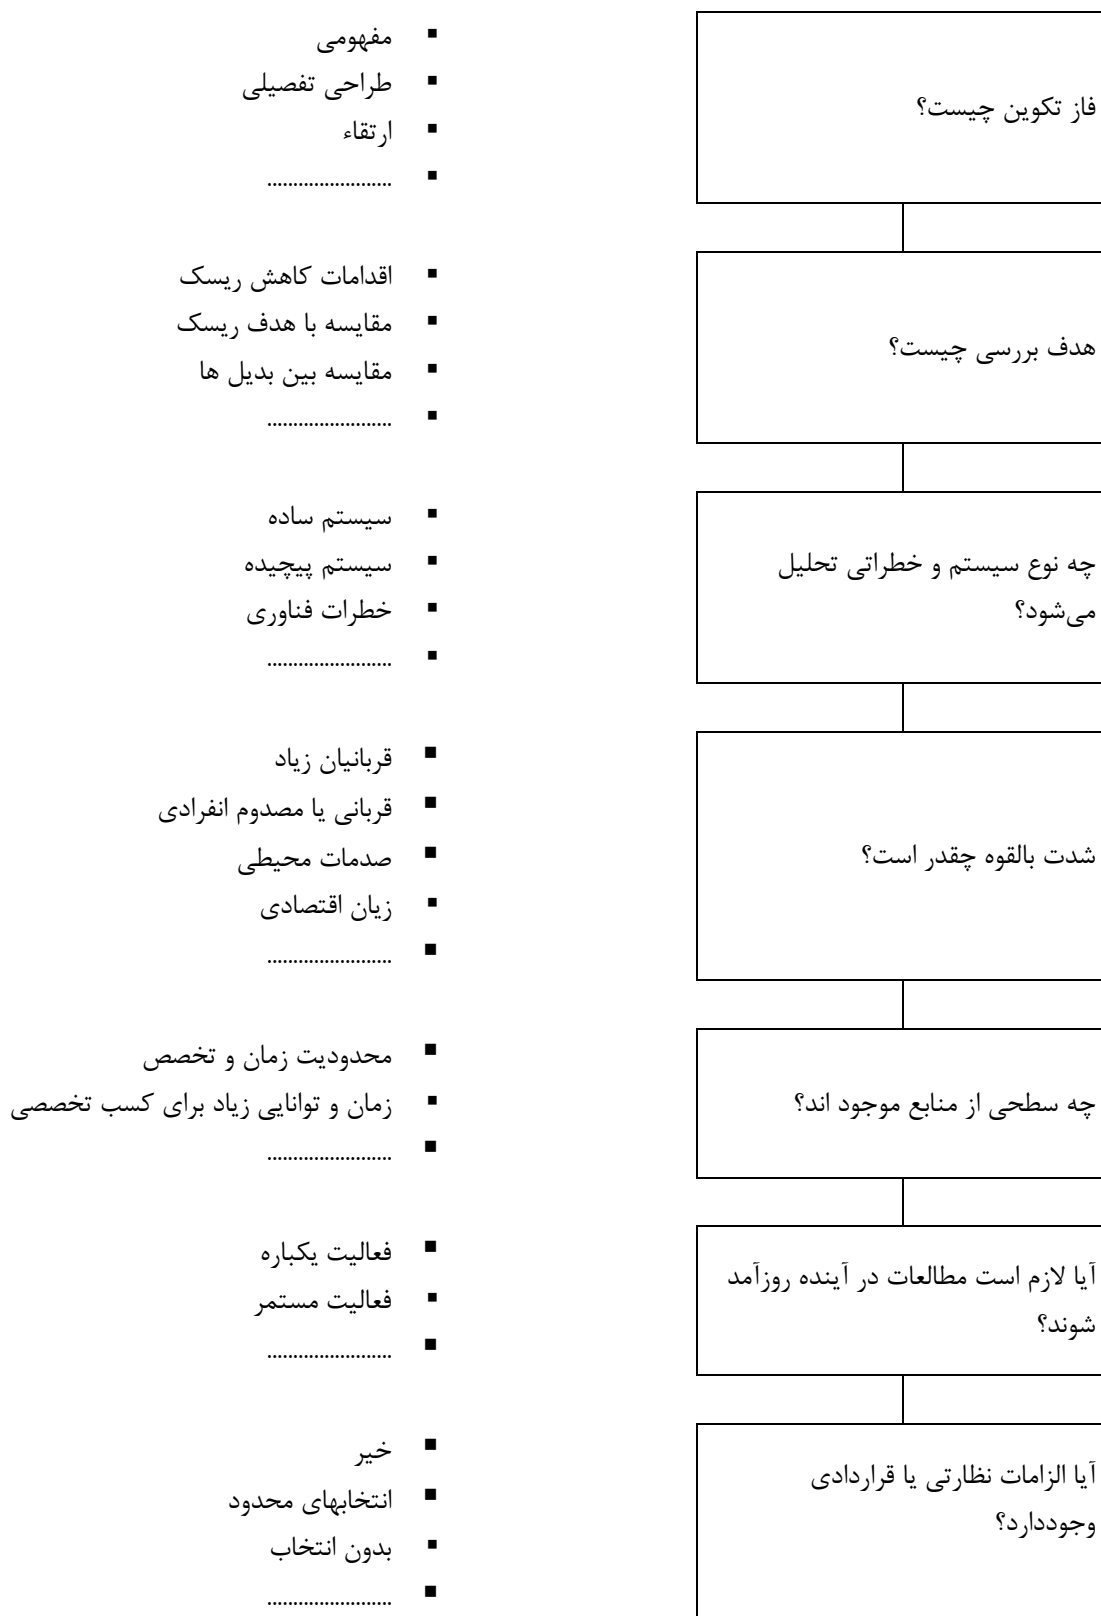 فاز تکوین چیست؟
▪ مفهومی
▪ طراحی تفصیلی
▪ ارتقاء
▪ ........................
هدف بررسی چیست؟
▪ اقدامات کاهش ریسک
▪ مقایسه با هدف ریسک
▪ مقایسه بین بدیل ها
▪ ........................
چه نوع سیستم و خطراتی تحلیل
می‌شود؟
▪ سیستم ساده
▪ سیستم پیچیده
▪ خطرات فناوری
▪ ........................
شدت بالقوه چقدر است؟
▪ قربانیان زیاد
▪ قربانی یا مصدوم انفرادی
▪ صدمات محیطی
▪ زیان اقتصادی
▪ ........................
چه سطحی از منابع موجود اند؟
▪ محدودیت زمان و تخصص
▪ زمان و توانایی زیاد برای کسب تخصصی
▪ ........................
آیا لازم است مطالعات در آینده روزآمد
شوند؟
▪ فعالیت یکباره
▪ فعالیت مستمر
▪ ........................
آیا الزامات نظارتی یا قراردادی
وجوددارد؟
▪ خیر
▪ انتخابهای محدود
▪ بدون انتخاب
▪ ........................